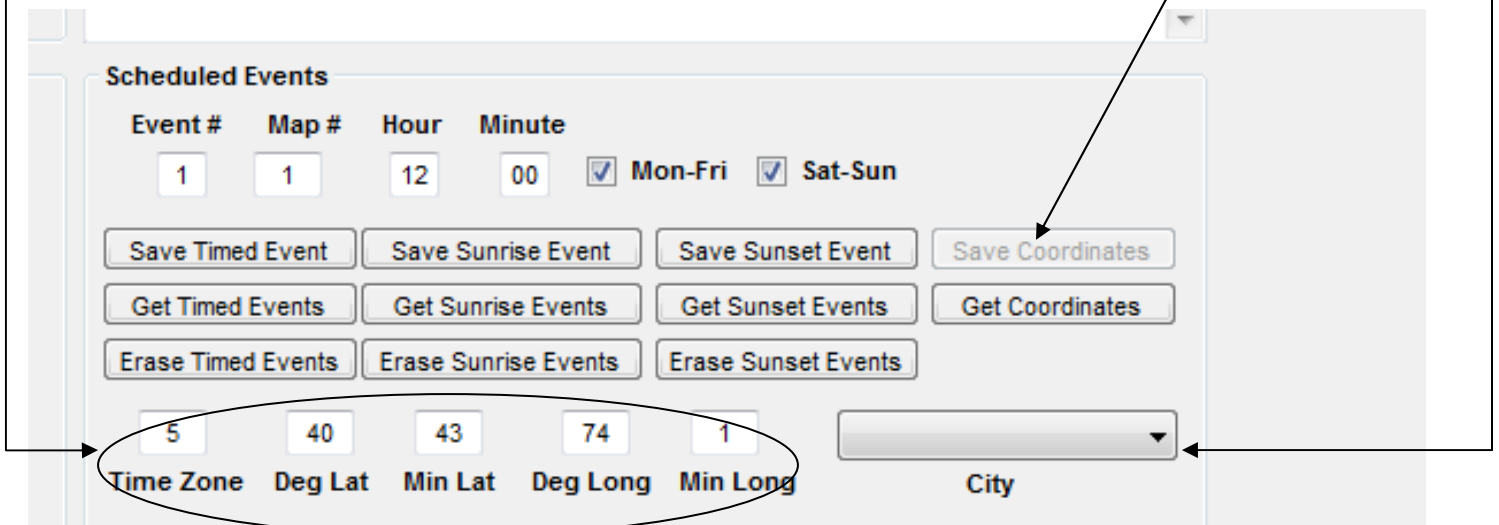 Scheduled Events
Event # Map # Hour Minute
1 1 12 00 Mon-Fri Sat-Sun
Save Timed Event Save Sunrise Event Save Sunset Event Save Coordinates
Get Timed Events Get Sunrise Events Get Sunset Events Get Coordinates
Erase Timed Events Erase Sunrise Events Erase Sunset Events
5 40 43 74 1
Time Zone Deg Lat Min Lat Deg Long Min Long City